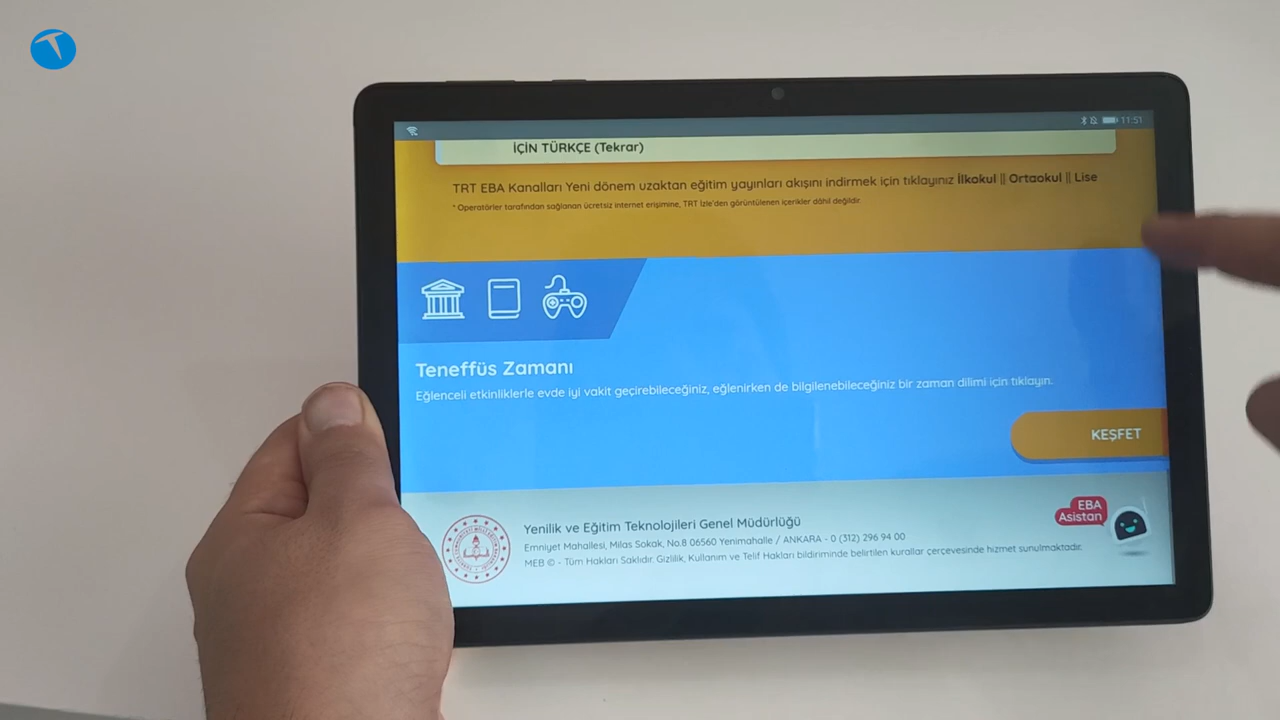 11:51
İÇİN TÜRKÇE (Tekrar)
TRT EBA Kanalları Yeni dönem uzaktan eğitim yayınları akışını indirmek için tıklayınız İlkokul || Ortaokul || Lise
* Operatörler tarafından sağlanan ücretsiz internet erişimine, TRT İzle'den görüntülenen içerikler dâhil değildir.
Teneffüs Zamanı
Eğlenceli etkinliklerle evde iyi vakit geçirebileceğiniz, eğlenirken de bilgilenebileceğiniz bir zaman dilimi için tıklayın.
KEŞFET
EBA
Asistan
Yenilik ve Eğitim Teknolojileri Genel Müdürlüğü
Emniyet Mahallesi, Milas Sokak, No.8 06560 Yenimahalle / ANKARA - 0 (312) 296 94 00
MEB © - Tüm Hakları Saklıdır. Gizlilik, Kullanım ve Telif Hakları bildiriminde belirtilen kurallar çerçevesinde hizmet sunulmaktadır.